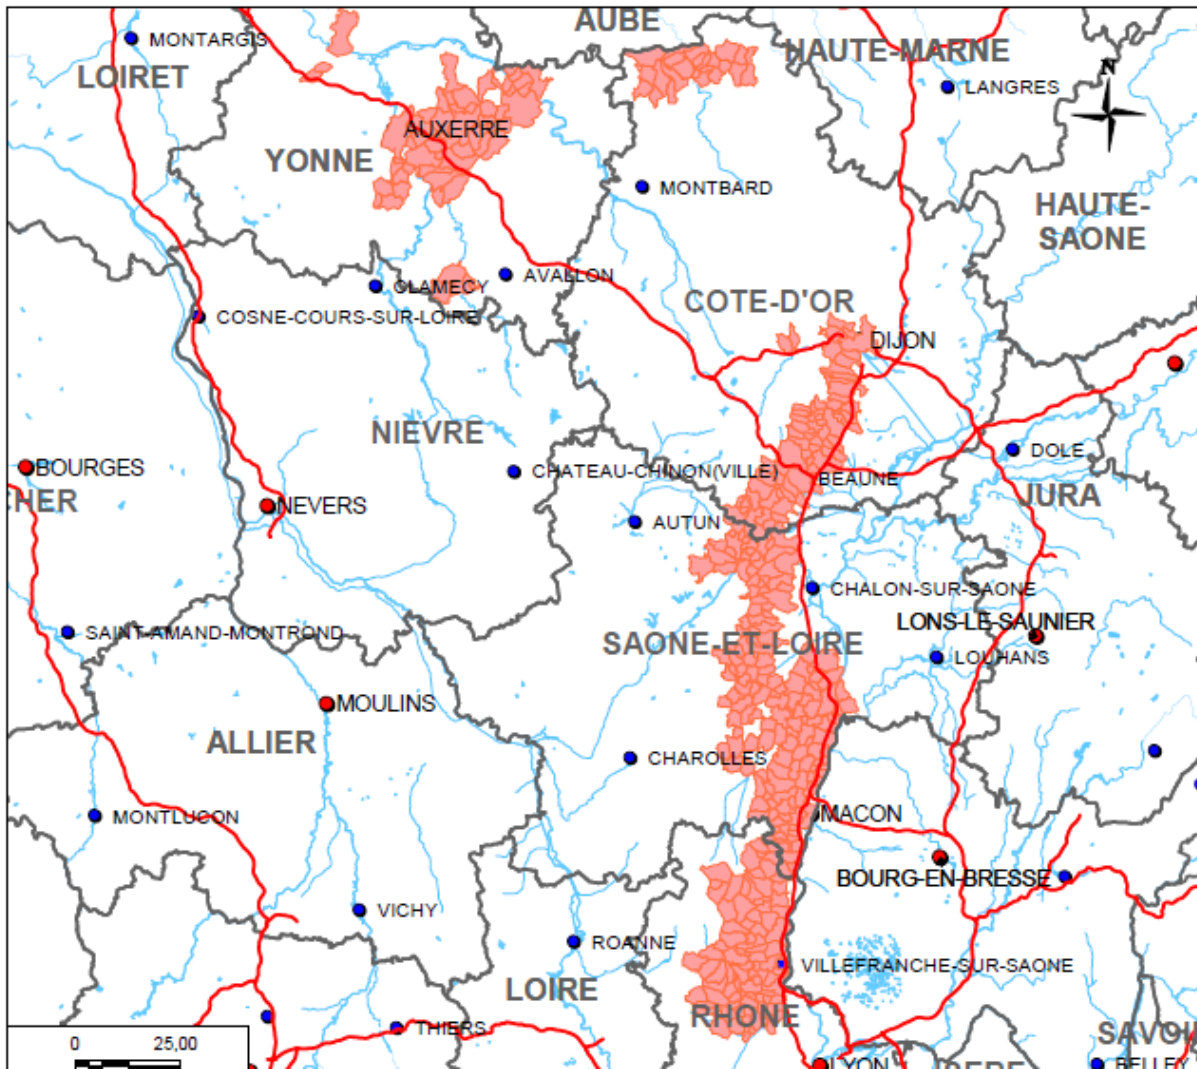 AUBE
MONTARGIS
HAUTE-MARNE
LOIRET
N
LANGRES
AUXERRE
YONNE
MONTBARD
HAUTE-
SAONE
AVALLON
CLAMECY
COTE-D'OR
COSNE-COURS-SUR-LOIRE
DIJON
NIEVRE
DOLE
BOURGES
CHATEAU-CHINON(VILLE)
BEAUNE
CHER
JURA
NEVERS
AUTUN
CHALON-SUR-SAONE
LONS-LE-SAUNIER
SAINT-AMAND-MONTROND
SAONE-ET-LOIRE
LOUHANS
MOULINS
ALLIER
CHAROLLES
MONTLUCON
MACON
BOURG-EN-BRESSE
VICHY
ROANNE
VILLEFRANCHE-SUR-SAONE
LOIRE
RHONE
THIERS
SAVOI
0 25,00
LYON
ISERE
BELLEY